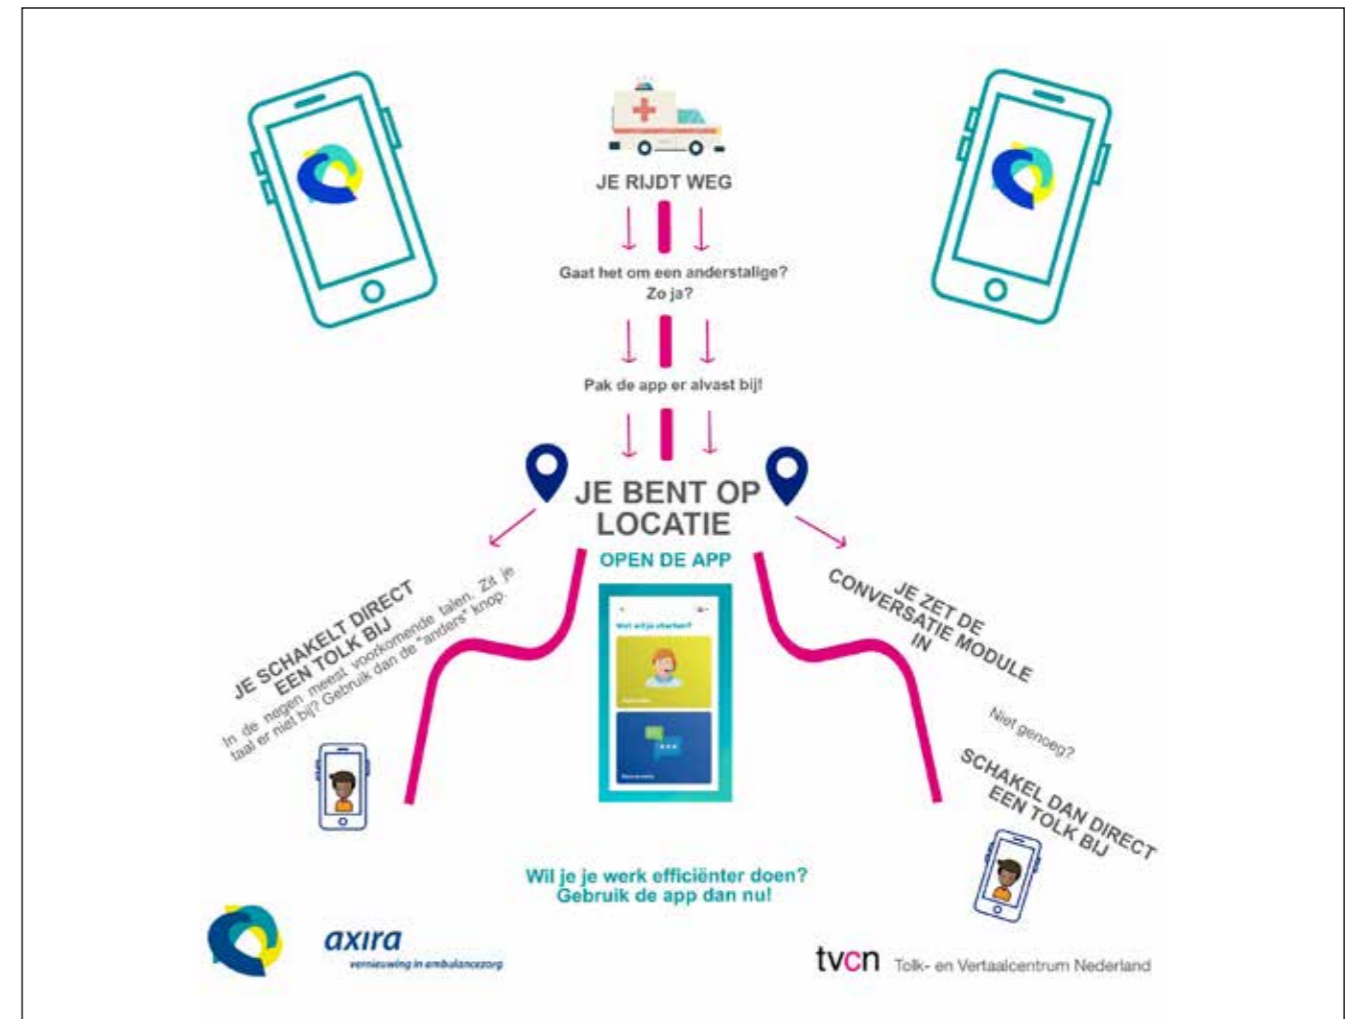 JE RIJDT WEG
Gaat het om een anderstalige?
Zo ja?
Pak de app er alvast bij!
JE BENT OP
LOCATIE
OPEN DE APP
JE SCHAKELT DIRECT
EEN TOLK BIJ
In de negen meest voorkomende talen. Zit je
taal er niet bij? Gebruik dan de "anders" knop.
Wat wil je starten?
JE ZET DE
CONVERSATIE MODULE
IN
Niet genoeg?
SCHAKEL DAN DIRECT
EEN TOLK BIJ
Wil je je werk efficiënter doen?
Gebruik de app dan nu!
axira
vernieuwing in ambulancezorg
tvcn Tolk- en Vertaalcentrum Nederland